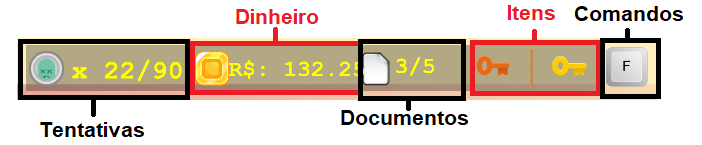 Dinheiro
Itens
Comandos
x 22/90
R$: 132.25
3/5
F
Tentativas
Documentos